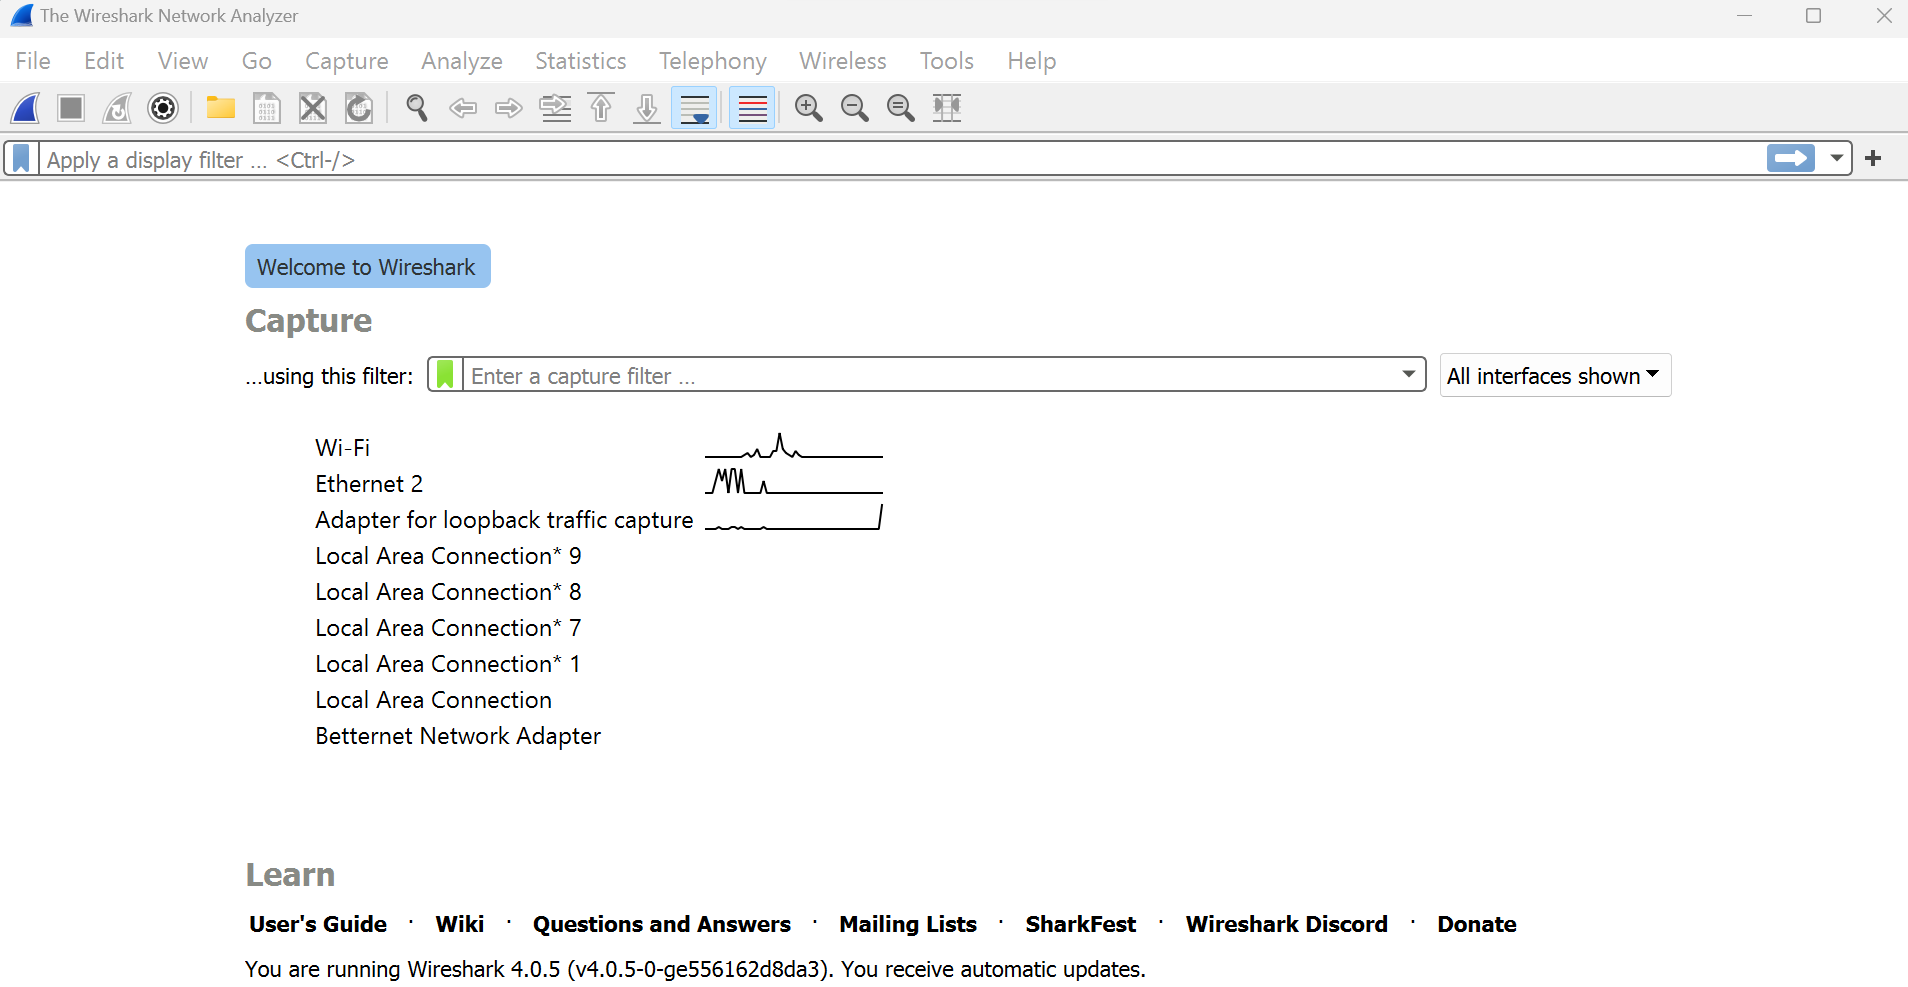 The Wireshark Network Analyzer
File Edit View Go Capture Analyze Statistics Telephony Wireless Tools Help
Apply a display filter ... <Ctrl-/>
Welcome to Wireshark
Capture
...using this filter: Enter a capture filter ... All interfaces shown
Wi-Fi
Ethernet 2
Adapter for loopback traffic capture
Local Area Connection* 9
Local Area Connection* 8
Local Area Connection* 7
Local Area Connection* 1
Local Area Connection
Betternet Network Adapter
Learn
User's Guide · Wiki · Questions and Answers · Mailing Lists · SharkFest · Wireshark Discord · Donate
You are running Wireshark 4.0.5 (v4.0.5-0-ge556162d8da3). You receive automatic updates.